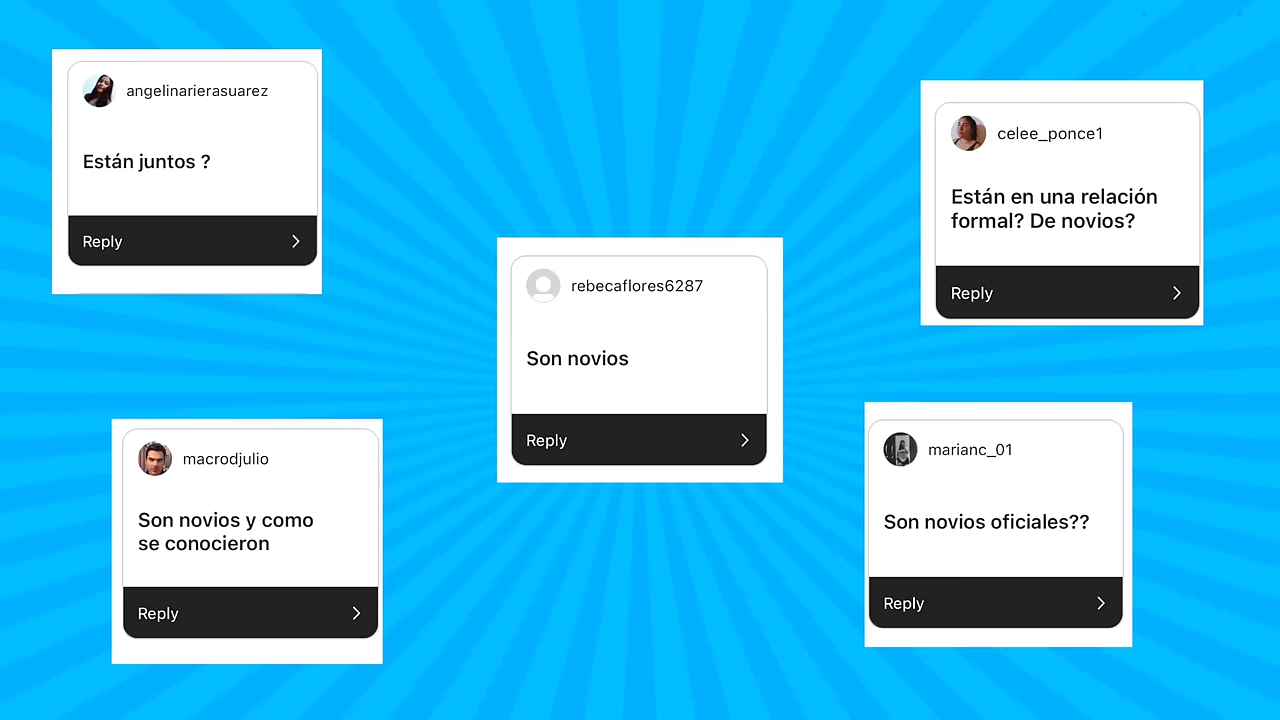 angelinarierasuarez
Están juntos ?
Reply
celee_ponce1
Están en una relación
formal? De novios?
Reply
rebecaflores6287
Son novios
Reply
macrodjulio
Son novios y como
se conocieron
Reply
marianc_01
Son novios oficiales??
Reply